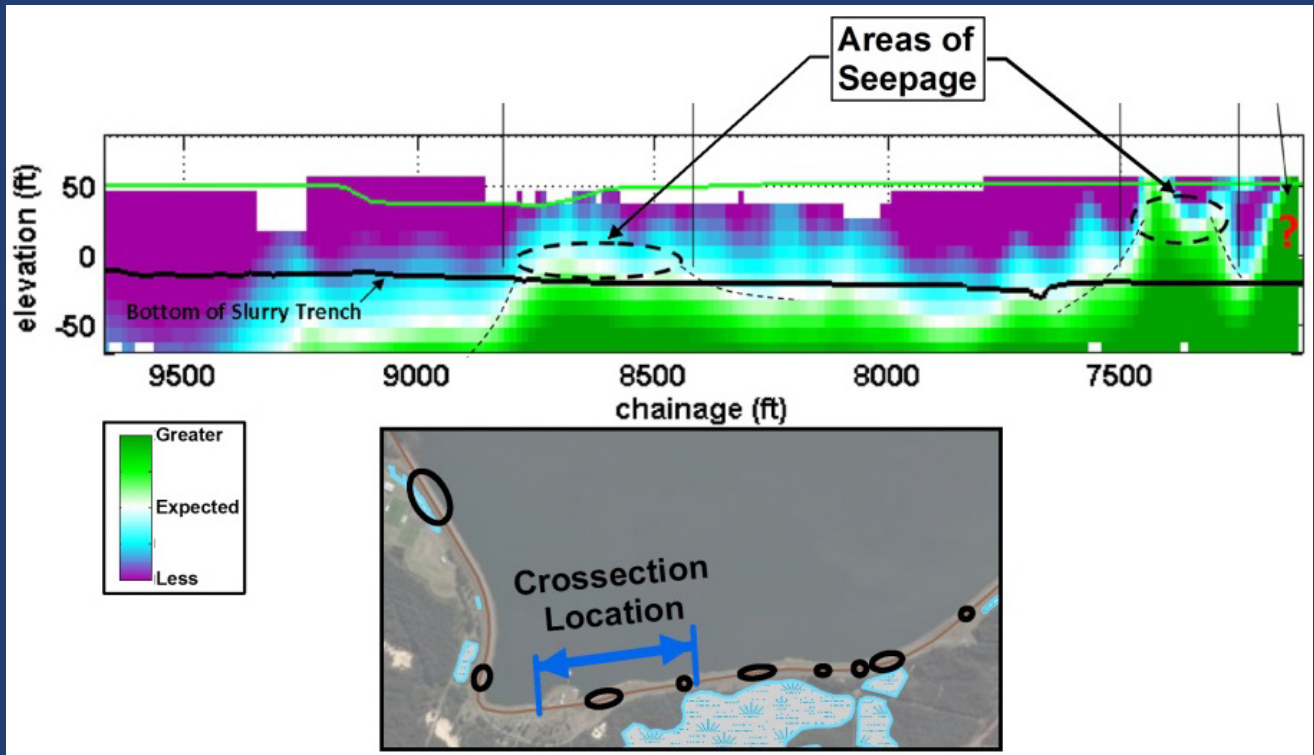 Areas of
Seepage
elevation (ft)
50
0
-50
?
Bottom of Slurry Trench
9500
9000
8500
8000
7500
chainage (ft)
Greater
Expected
Less
Crossection
Location